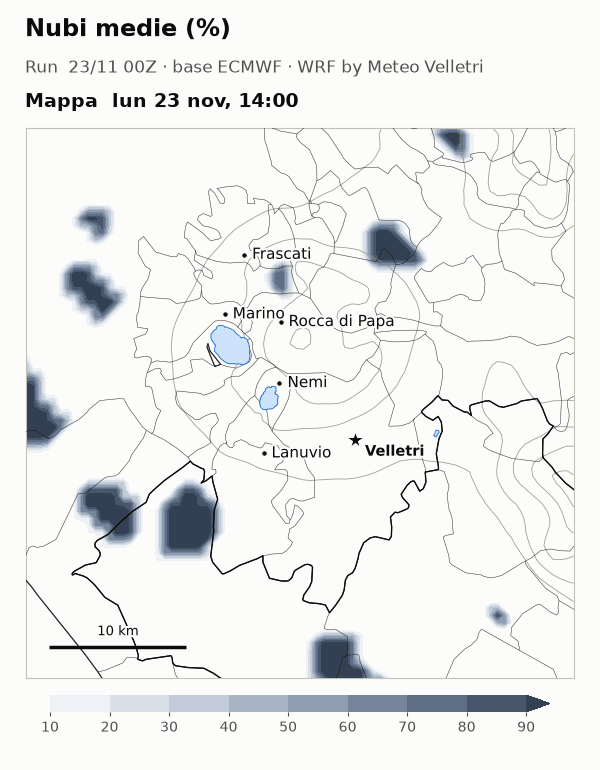 Nubi medie (%)
Run  23/11 00Z · base ECMWF · WRF by Meteo Velletri
Mappa  lun 23 nov, 14:00
Frascati
Marino
Rocca di Papa
Nemi
Velletri
Lanuvio
10 km
10 20 30 40 50 60 70 80 90